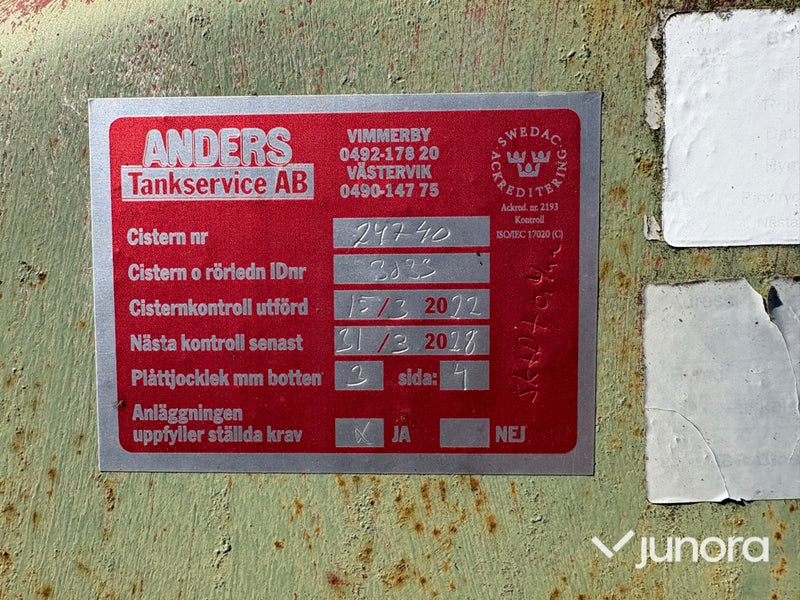 ANDERS
Tankservice AB
VIMMERBY
0492-178 20
VÄSTERVIK
0490-147 75
SWEDAC
ACKREDITERING
Ackred. nr. 2193
Kontroll
ISO/IEC 17020 (C)
Cistern nr 24740
Cistern o rörledn IDnr 3033
Cisternkontroll utförd 15/3 2022
Nästa kontroll senast 31/3 2028
Plåttjocklek mm botten 3 sida: 4
Anläggningen
uppfyller ställda krav X JA NEJ
junora